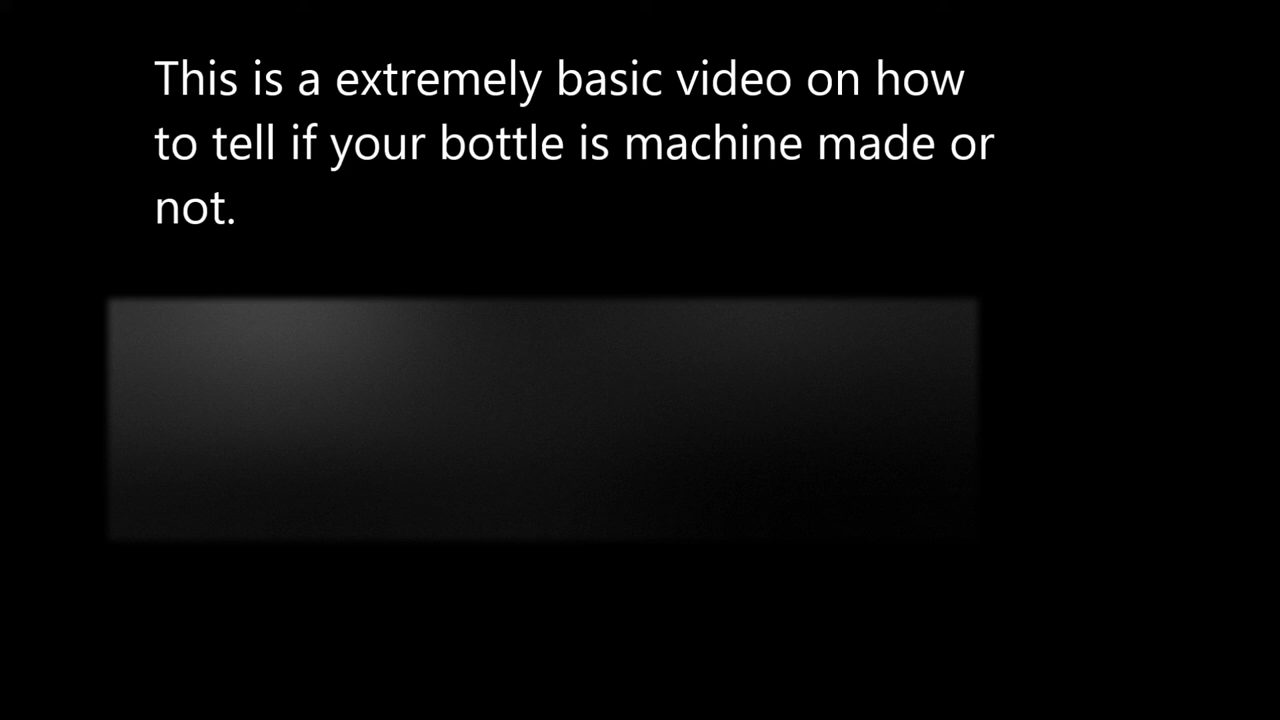 This is a extremely basic video on how
to tell if your bottle is machine made or
not.